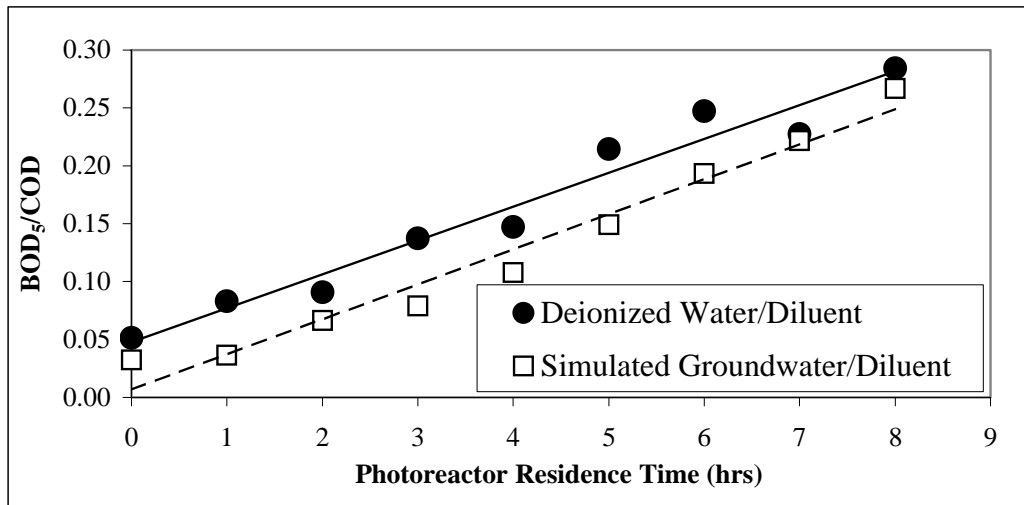 0.30
0.25
0.20
0.15
0.10
0.05
0.00
BOD₅/COD
Deionized Water/Diluent
Simulated Groundwater/Diluent
0 1 2 3 4 5 6 7 8 9
Photoreactor Residence Time (hrs)